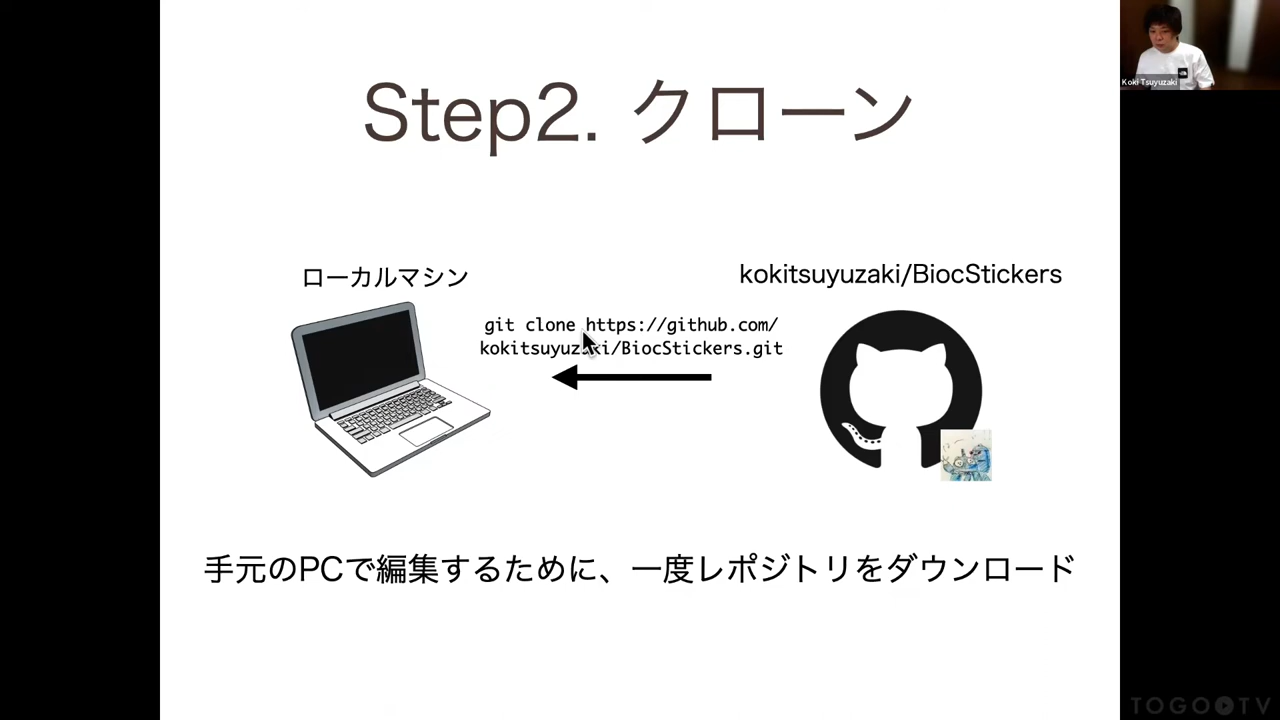 Step2. クローン
Koki Tsuyuzaki
ローカルマシン
kokitsuyuzaki/BiocStickers
git clone https://github.com/
kokitsuyuzaki/BiocStickers.git
手元のPCで編集するために、一度レポジトリをダウンロード
TOGO TV